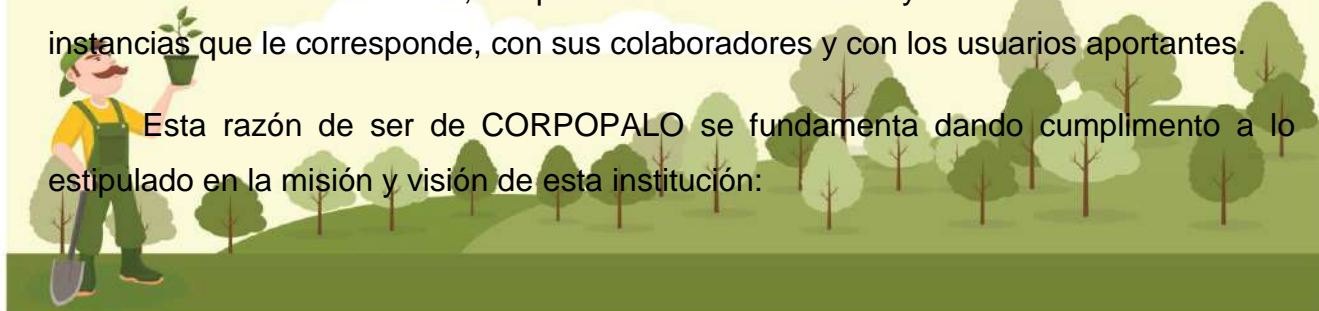 instancias que le corresponde, con sus colaboradores y con los usuarios aportantes.
Esta razón de ser de CORPOPALO se fundamenta dando cumplimento a lo
estipulado en la misión y visión de esta institución: